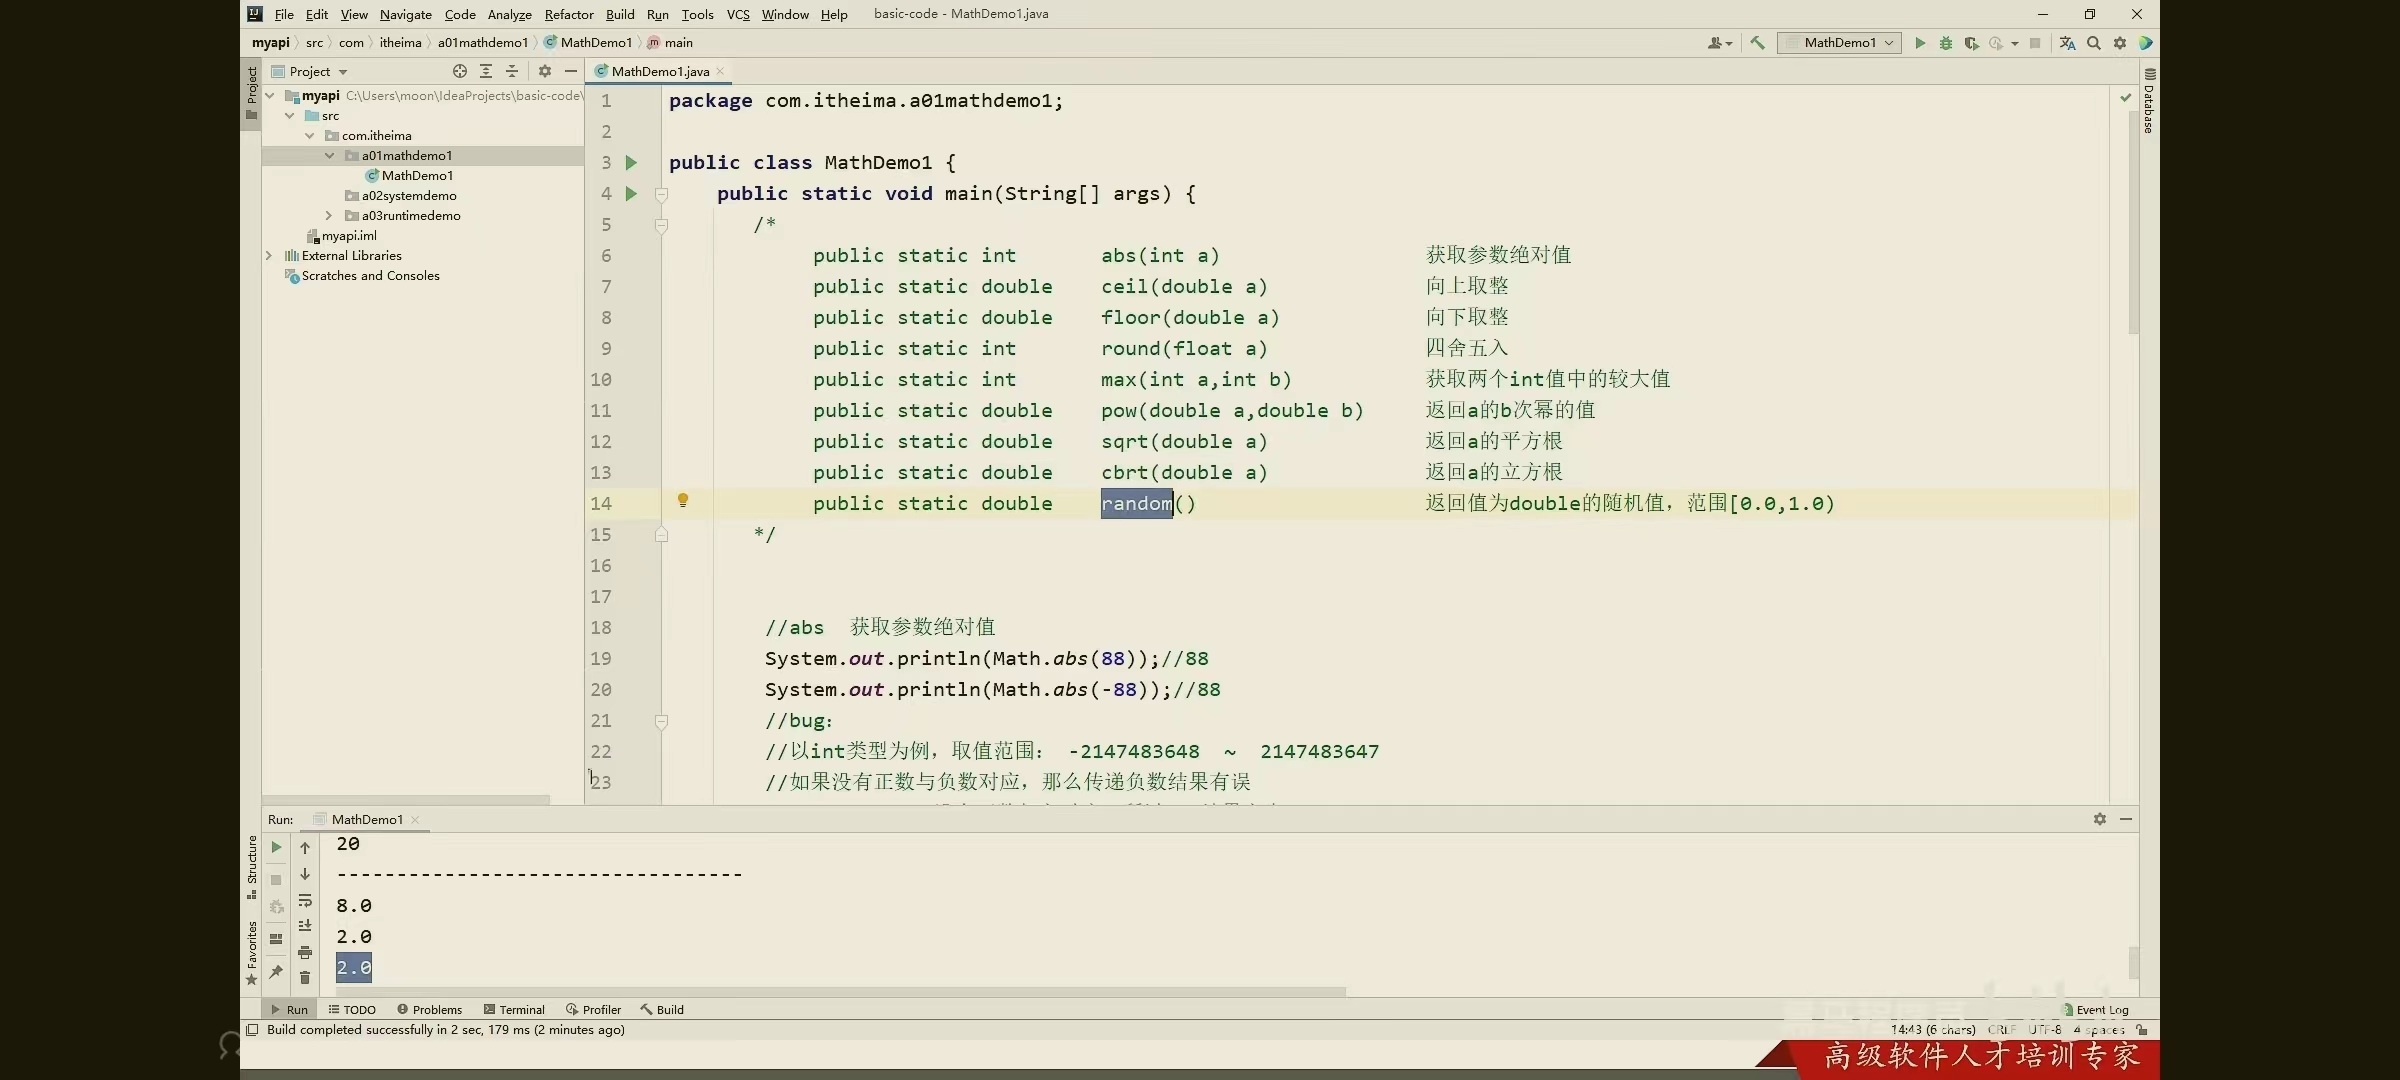 File Edit View Navigate Code Analyze Refactor Build Run Tools VCS Window Help basic-code - MathDemo1.java
myapi src com itheima a01mathdemo1 MathDemo1 main
MathDemo1
Project
MathDemo1.java
Project
myapi C:\Users\moon\IdeaProjects\basic-code\
src
com.itheima
a01mathdemo1
MathDemo1
a02systemdemo
a03runtimedemo
myapi.iml
External Libraries
Scratches and Consoles
Database
1 package com.itheima.a01mathdemo1;
2
3 public class MathDemo1 {
4 public static void main(String[] args) {
5 /*
6 public static int abs(int a) 获取参数绝对值
7 public static double ceil(double a) 向上取整
8 public static double floor(double a) 向下取整
9 public static int round(float a) 四舍五入
10 public static int max(int a,int b) 获取两个int值中的较大值
11 public static double pow(double a,double b) 返回a的b次幂的值
12 public static double sqrt(double a) 返回a的平方根
13 public static double cbrt(double a) 返回a的立方根
14 public static double random() 返回值为double的随机值，范围[0.0,1.0)
15 */
16
17
18 //abs 获取参数绝对值
19 System.out.println(Math.abs(88));//88
20 System.out.println(Math.abs(-88));//88
21 //bug：
22 //以int类型为例，取值范围： -2147483648 ~ 2147483647
23 //如果没有正数与负数对应，那么传递负数结果有误
Run: MathDemo1
Structure
Favorites
20
----------------------------------
8.0
2.0
2.0
Run TODO Problems Terminal Profiler Build Event Log
Build completed successfully in 2 sec, 179 ms (2 minutes ago) 14:43 (6 chars) CRLF UTF-8 4 spaces
高级软件人才培训专家